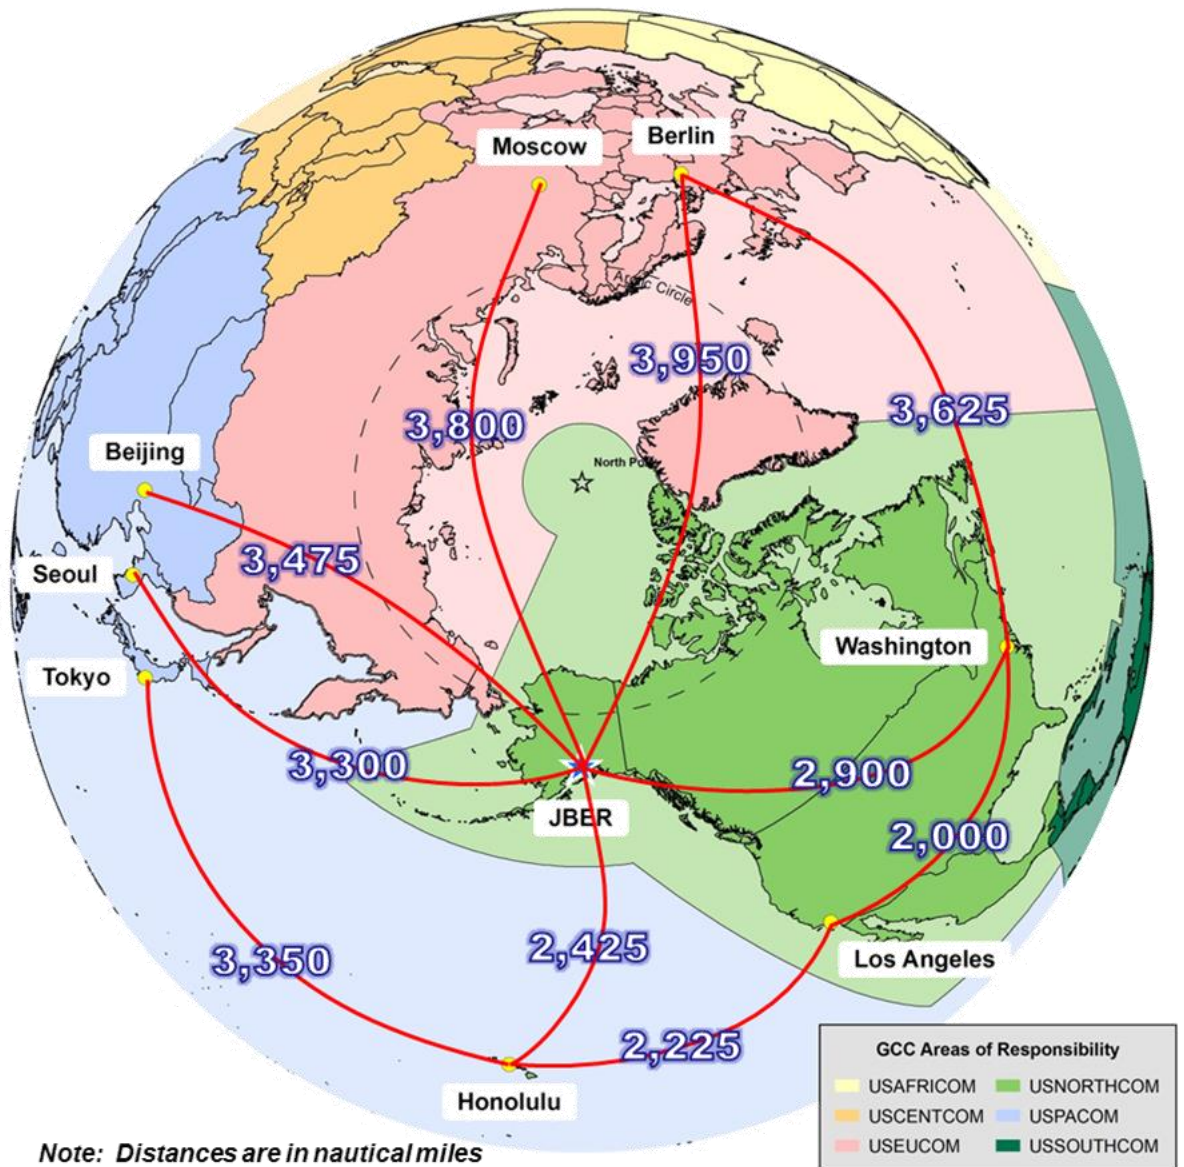 Moscow
Berlin
Arctic Circle
3,950
3,800
3,625
Beijing
North Po
3,475
Seoul
Washington
Tokyo
3,300
2,900
JBER
2,000
3,350
2,425
Los Angeles
2,225
Honolulu
GCC Areas of Responsibility
USAFRICOM USNORTHCOM
USCENTCOM USPACOM
USEUCOM USSOUTHCOM
Note: Distances are in nautical miles